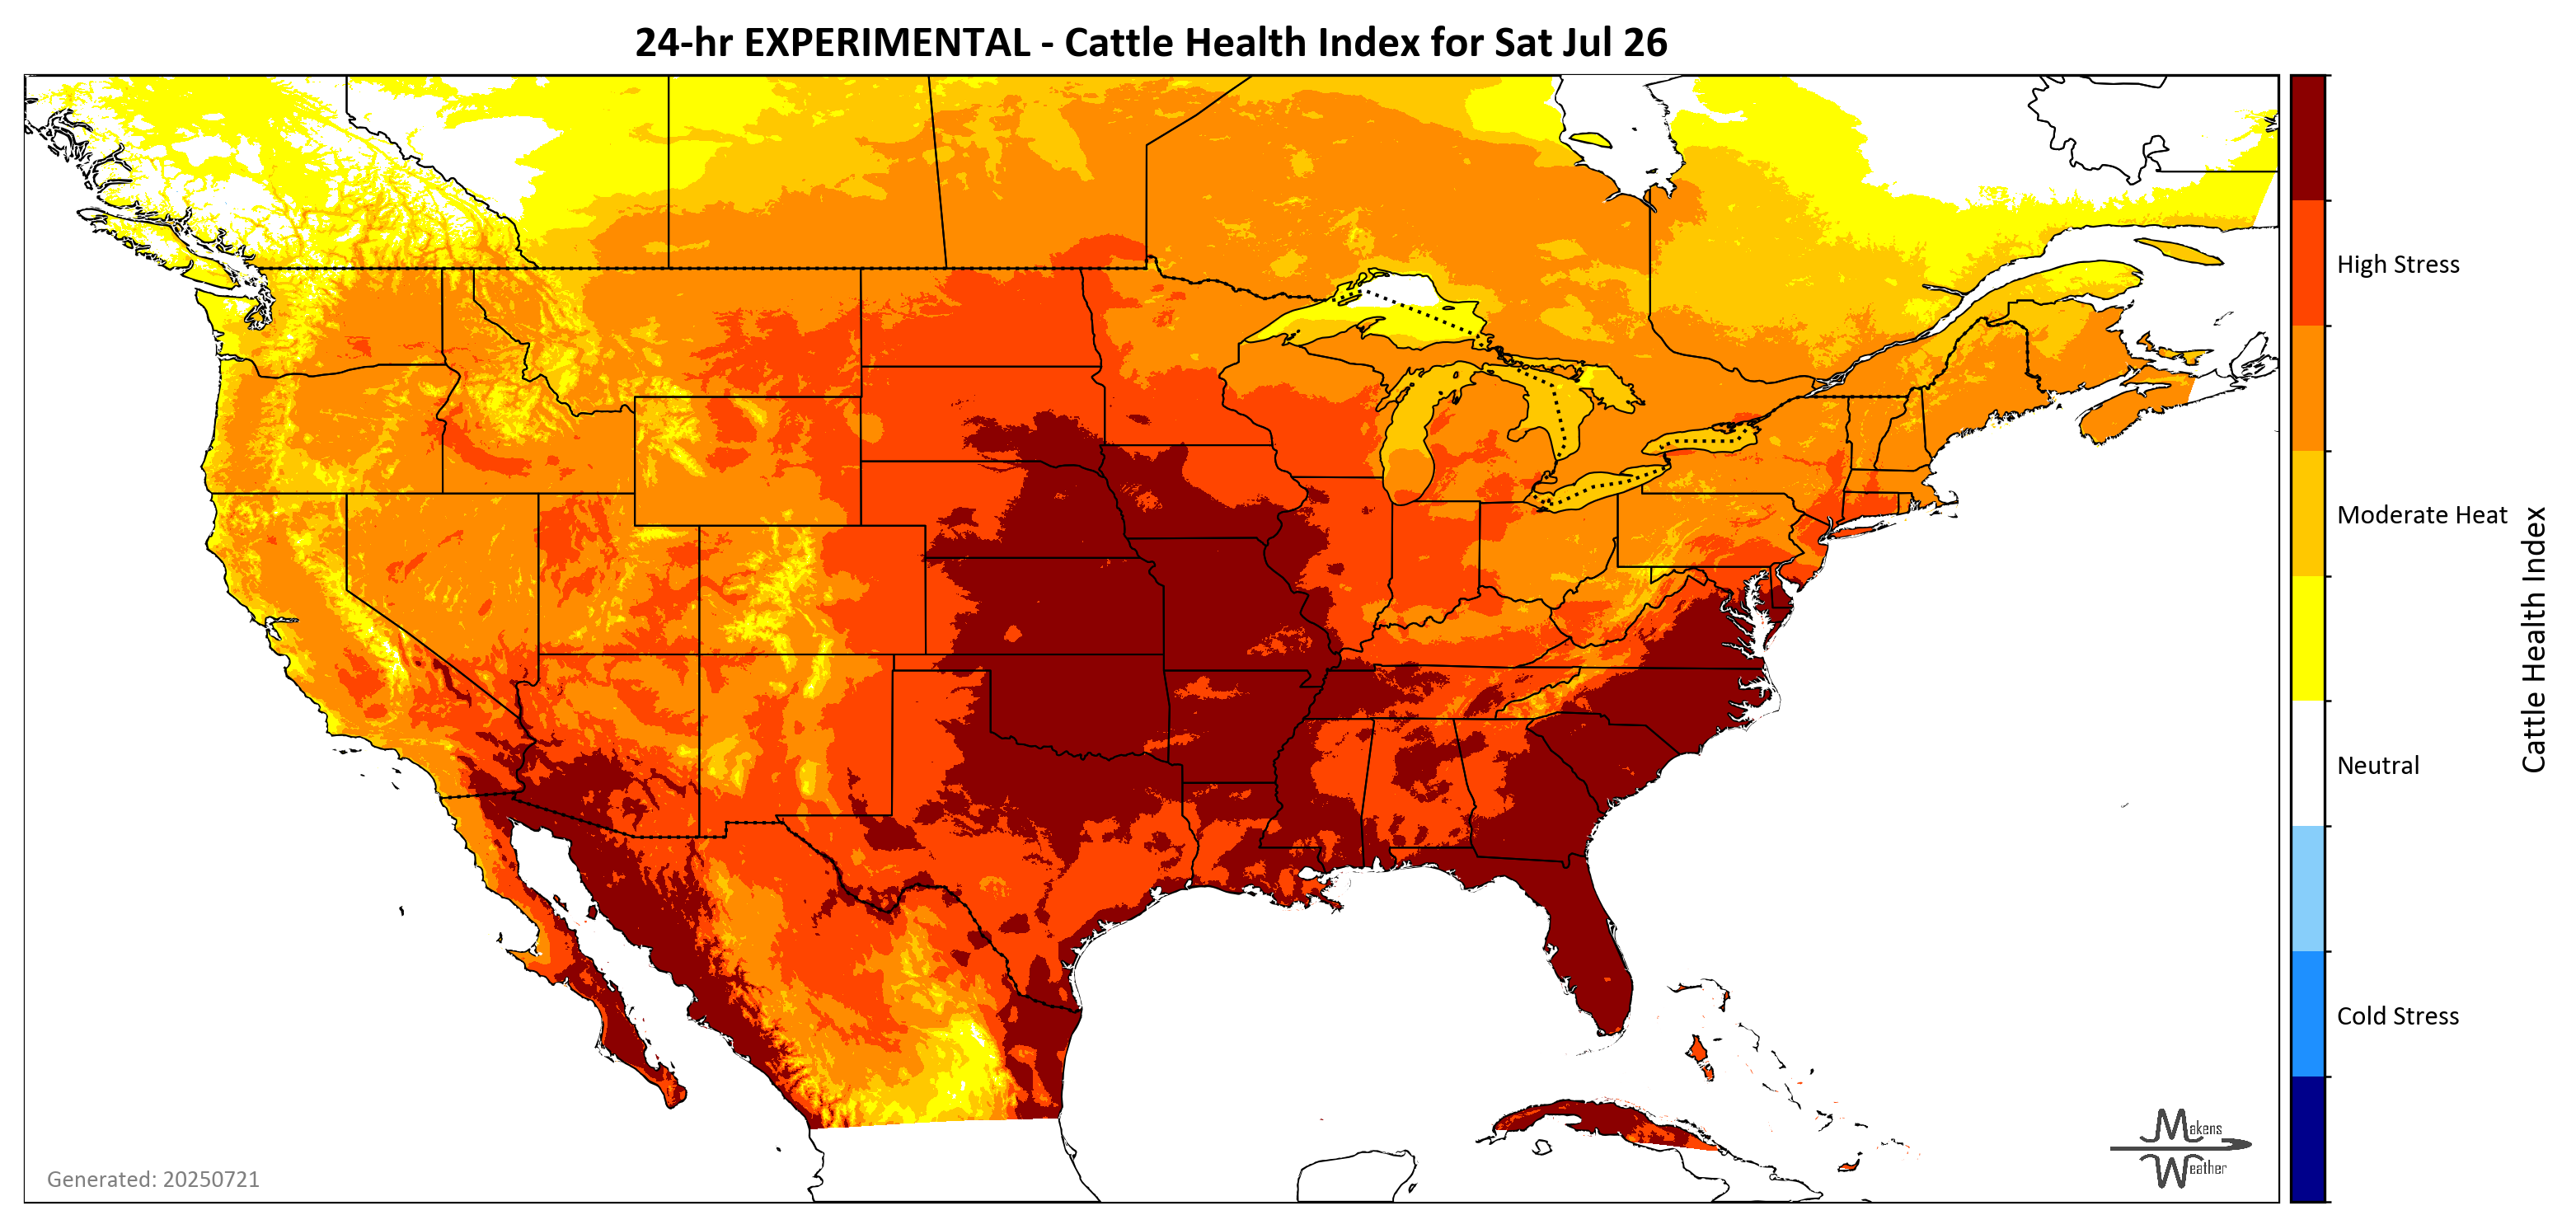 24-hr EXPERIMENTAL - Cattle Health Index for Sat Jul 26
High Stress
Moderate Heat
Neutral
Cold Stress
Cattle Health Index
Generated: 20250721
Makens
Weather